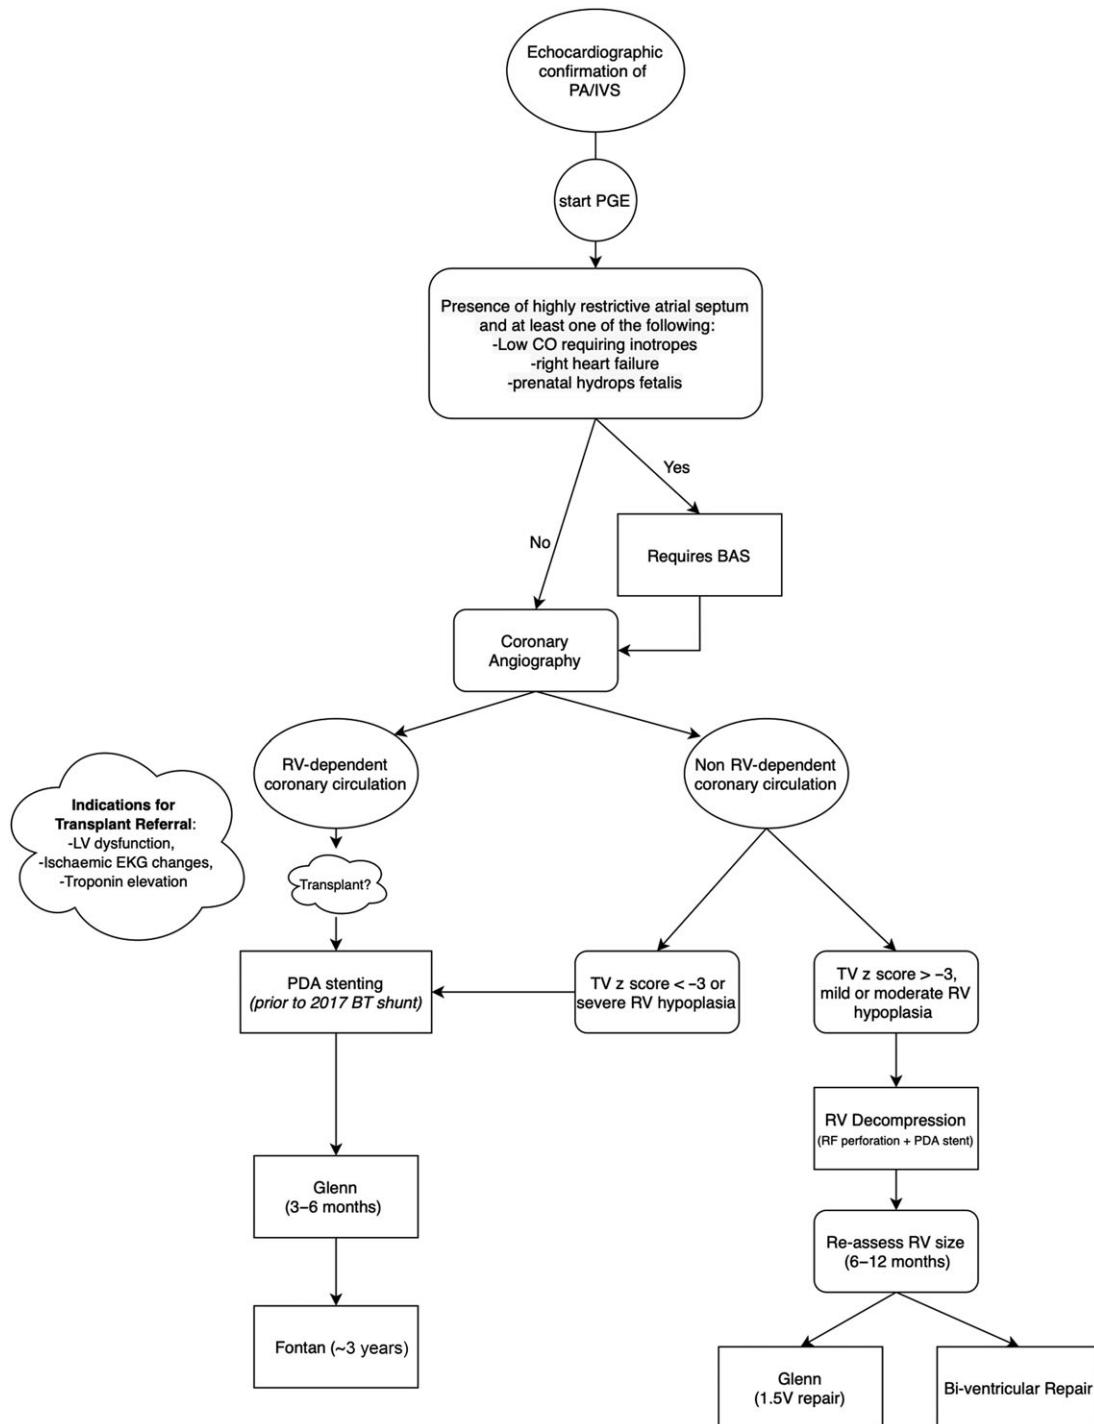 Echocardiographic
confirmation of
PA/IVS
start PGE
Presence of highly restrictive atrial septum
and at least one of the following:
-Low CO requiring inotropes
-right heart failure
-prenatal hydrops fetalis
Yes
No
Requires BAS
Coronary
Angiography
RV-dependent
coronary circulation
Non RV-dependent
coronary circulation
Indications for
Transplant Referral:
-LV dysfunction,
-Ischaemic EKG changes,
-Troponin elevation
Transplant?
PDA stenting
(prior to 2017 BT shunt)
TV z score < −3 or
severe RV hypoplasia
TV z score > −3,
mild or moderate RV
hypoplasia
RV Decompression
(RF perforation + PDA stent)
Glenn
(3–6 months)
Re-assess RV size
(6–12 months)
Fontan (~3 years)
Glenn
(1.5V repair)
Bi-ventricular Repair